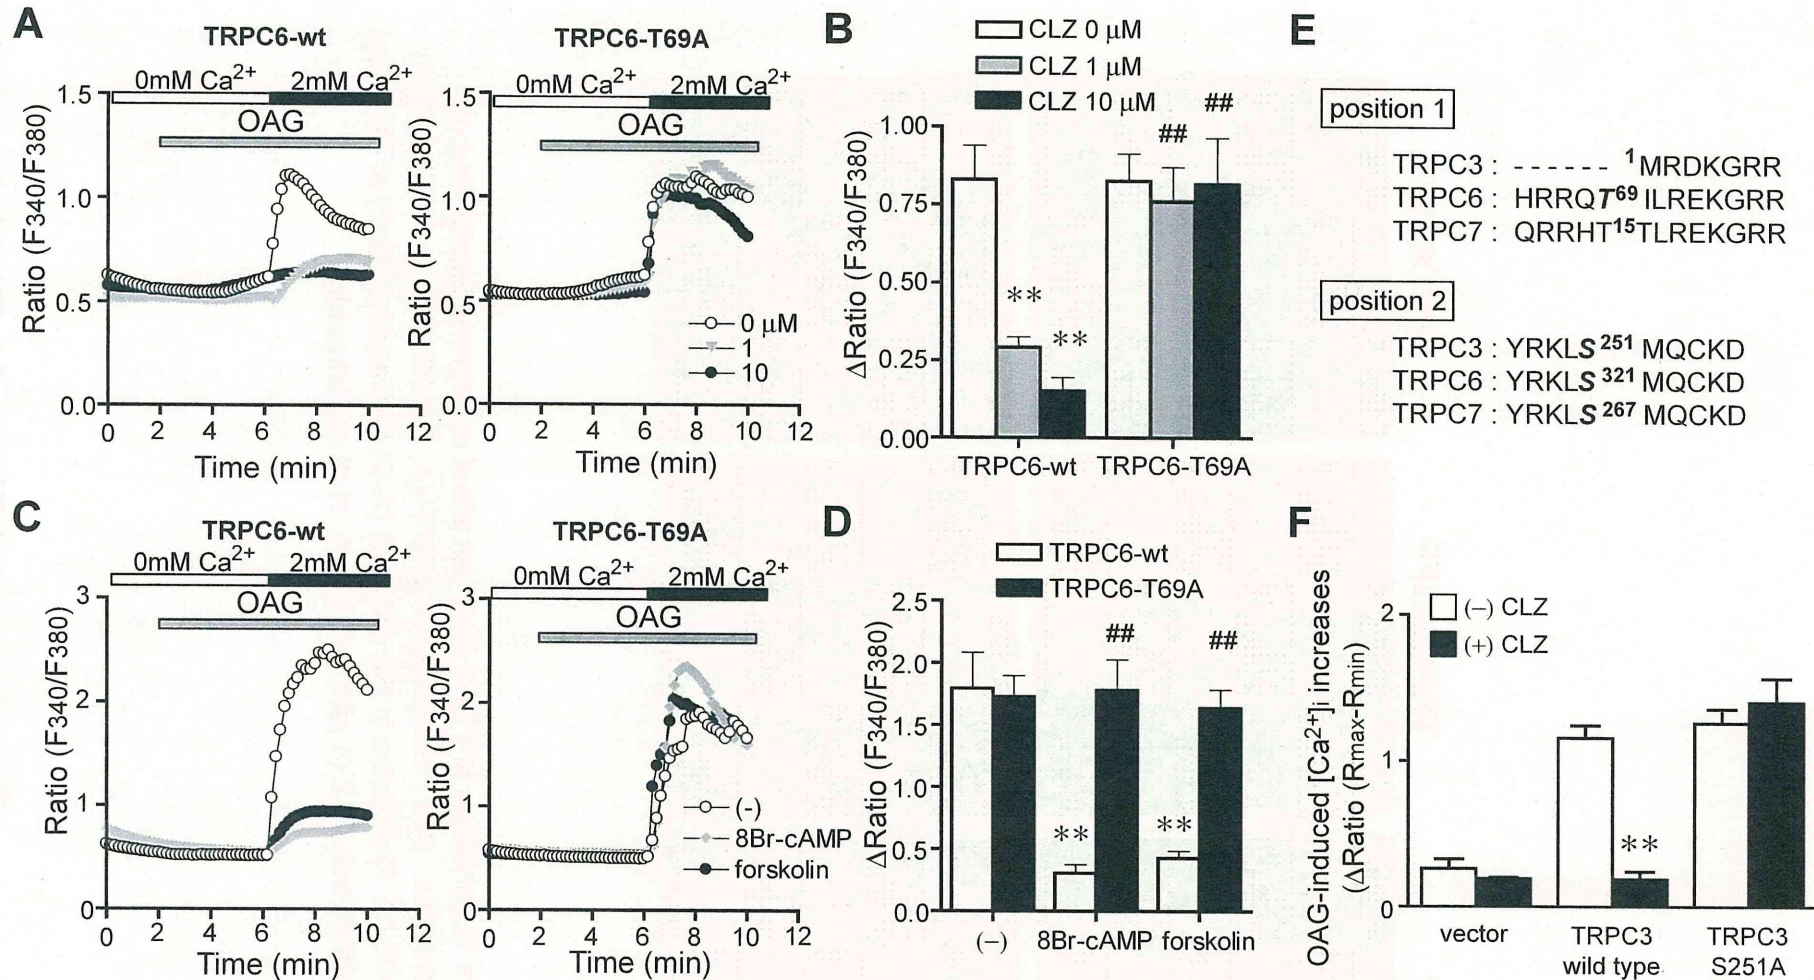 A
TRPC6-wt
0mM Ca2+ 2mM Ca2+
OAG
Ratio (F340/F380)
1.5
1.0
0.5
0.0
0 2 4 6 8 10 12
Time (min)
TRPC6-T69A
0mM Ca2+ 2mM Ca2+
OAG
Ratio (F340/F380)
1.5
1.0
0.5
0.0
0 μM
1
10
0 2 4 6 8 10 12
Time (min)
B
CLZ 0 μM
CLZ 1 μM
CLZ 10 μM
ΔRatio (F340/F380)
1.00
0.75
0.50
0.25
0.00
**
**
##
##
TRPC6-wt TRPC6-T69A
E
position 1
TRPC3 : - - - - - - 1MRDKGRR
TRPC6 : HRRQT69 ILREKGRR
TRPC7 : QRRHT15TLREKGRR
position 2
TRPC3 : YRKLS 251 MQCKD
TRPC6 : YRKLS 321 MQCKD
TRPC7 : YRKLS 267 MQCKD
C
TRPC6-wt
0mM Ca2+ 2mM Ca2+
OAG
Ratio (F340/F380)
3
2
1
0
0 2 4 6 8 10 12
Time (min)
TRPC6-T69A
0mM Ca2+ 2mM Ca2+
OAG
Ratio (F340/F380)
3
2
1
0
(-)
8Br-cAMP
forskolin
0 2 4 6 8 10 12
Time (min)
D
TRPC6-wt
TRPC6-T69A
ΔRatio (F340/F380)
2.5
2.0
1.5
1.0
0.5
0.0
**
##
**
##
(−) 8Br-cAMP forskolin
F
(−) CLZ
(+) CLZ
OAG-induced [Ca2+]i increases
(ΔRatio (Rmax-Rmin)
2
1
0
**
vector
TRPC3
wild type
TRPC3
S251A